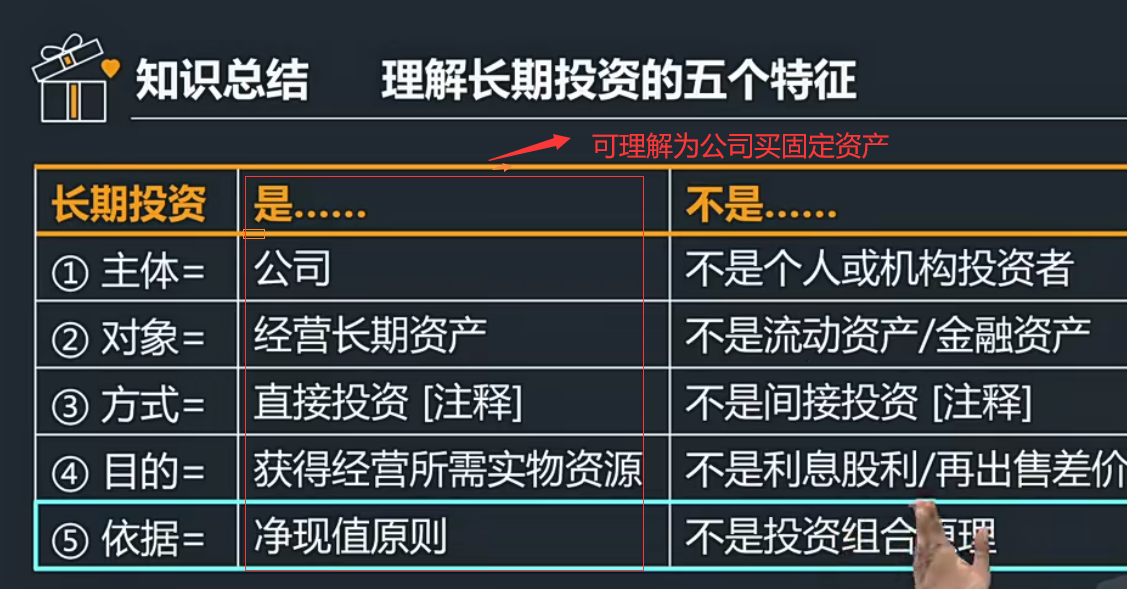 知识总结 理解长期投资的五个特征
可理解为公司买固定资产
长期投资 是…… 不是……
① 主体= 公司 不是个人或机构投资者
② 对象= 经营长期资产 不是流动资产/金融资产
③ 方式= 直接投资 [注释] 不是间接投资 [注释]
④ 目的= 获得经营所需实物资源 不是利息股利/再出售差价
⑤ 依据= 净现值原则 不是投资组合原理